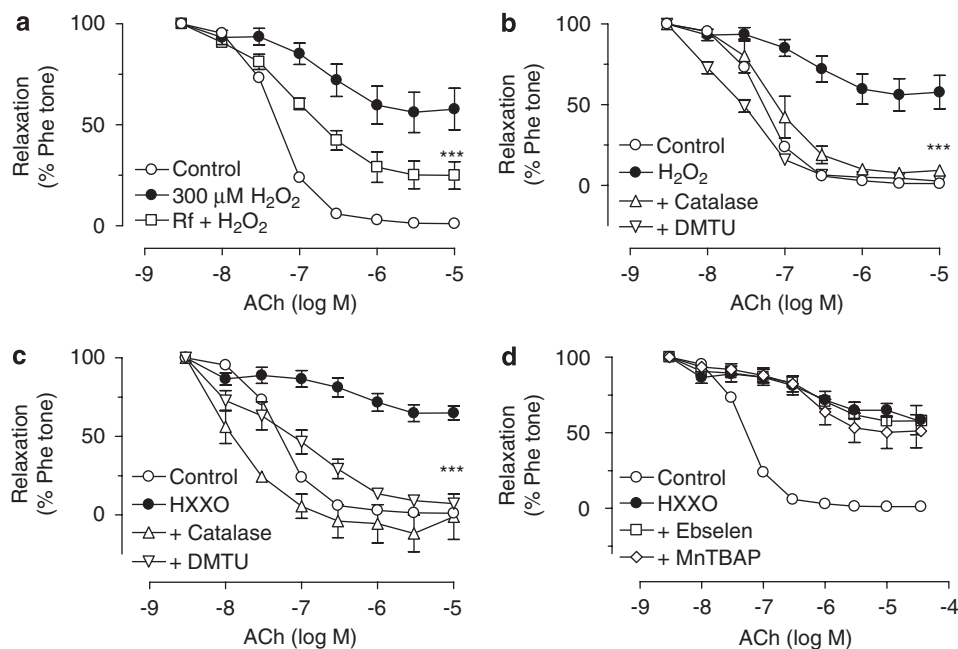 a
Relaxation
(% Phe tone)
100
50
0
***
Control
300 μM H₂O₂
Rf + H₂O₂
-9
-8
-7
-6
-5
ACh (log M)
b
Relaxation
(% Phe tone)
100
50
0
***
Control
H₂O₂
+ Catalase
+ DMTU
-9
-8
-7
-6
-5
ACh (log M)
c
Relaxation
(% Phe tone)
100
50
0
***
Control
HXXO
+ Catalase
+ DMTU
-9
-8
-7
-6
-5
ACh (log M)
d
Relaxation
(% Phe tone)
100
50
0
Control
HXXO
+ Ebselen
+ MnTBAP
-9
-8
-7
-6
-5
-4
ACh (log M)